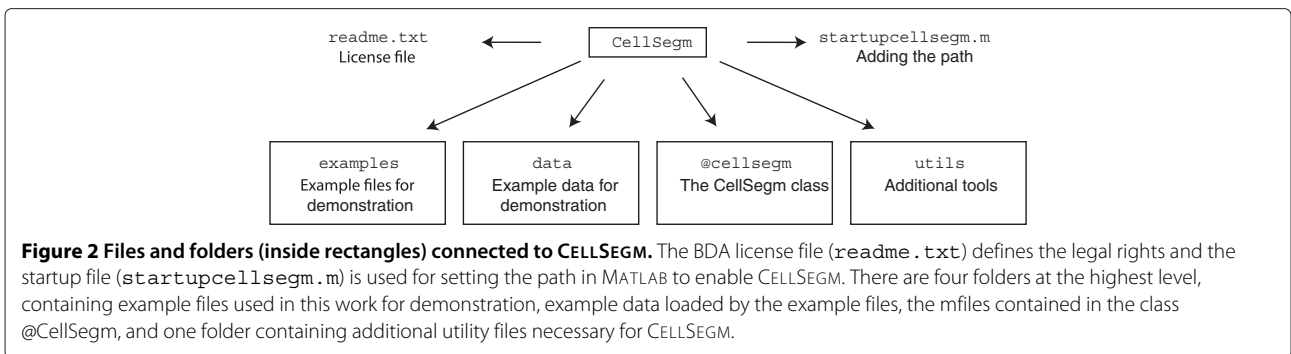 readme.txt
License file
CellSegm
startupcellsegm.m
Adding the path
examples
Example files for
demonstration
data
Example data for
demonstration
@cellsegm
The CellSegm class
utils
Additional tools
Figure 2 Files and folders (inside rectangles) connected to CELLSEGM. The BDA license file (readme.txt) defines the legal rights and the
startup file (startupcellsegm.m) is used for setting the path in MATLAB to enable CELLSEGM. There are four folders at the highest level,
containing example files used in this work for demonstration, example data loaded by the example files, the mfiles contained in the class
@CellSegm, and one folder containing additional utility files necessary for CELLSEGM.